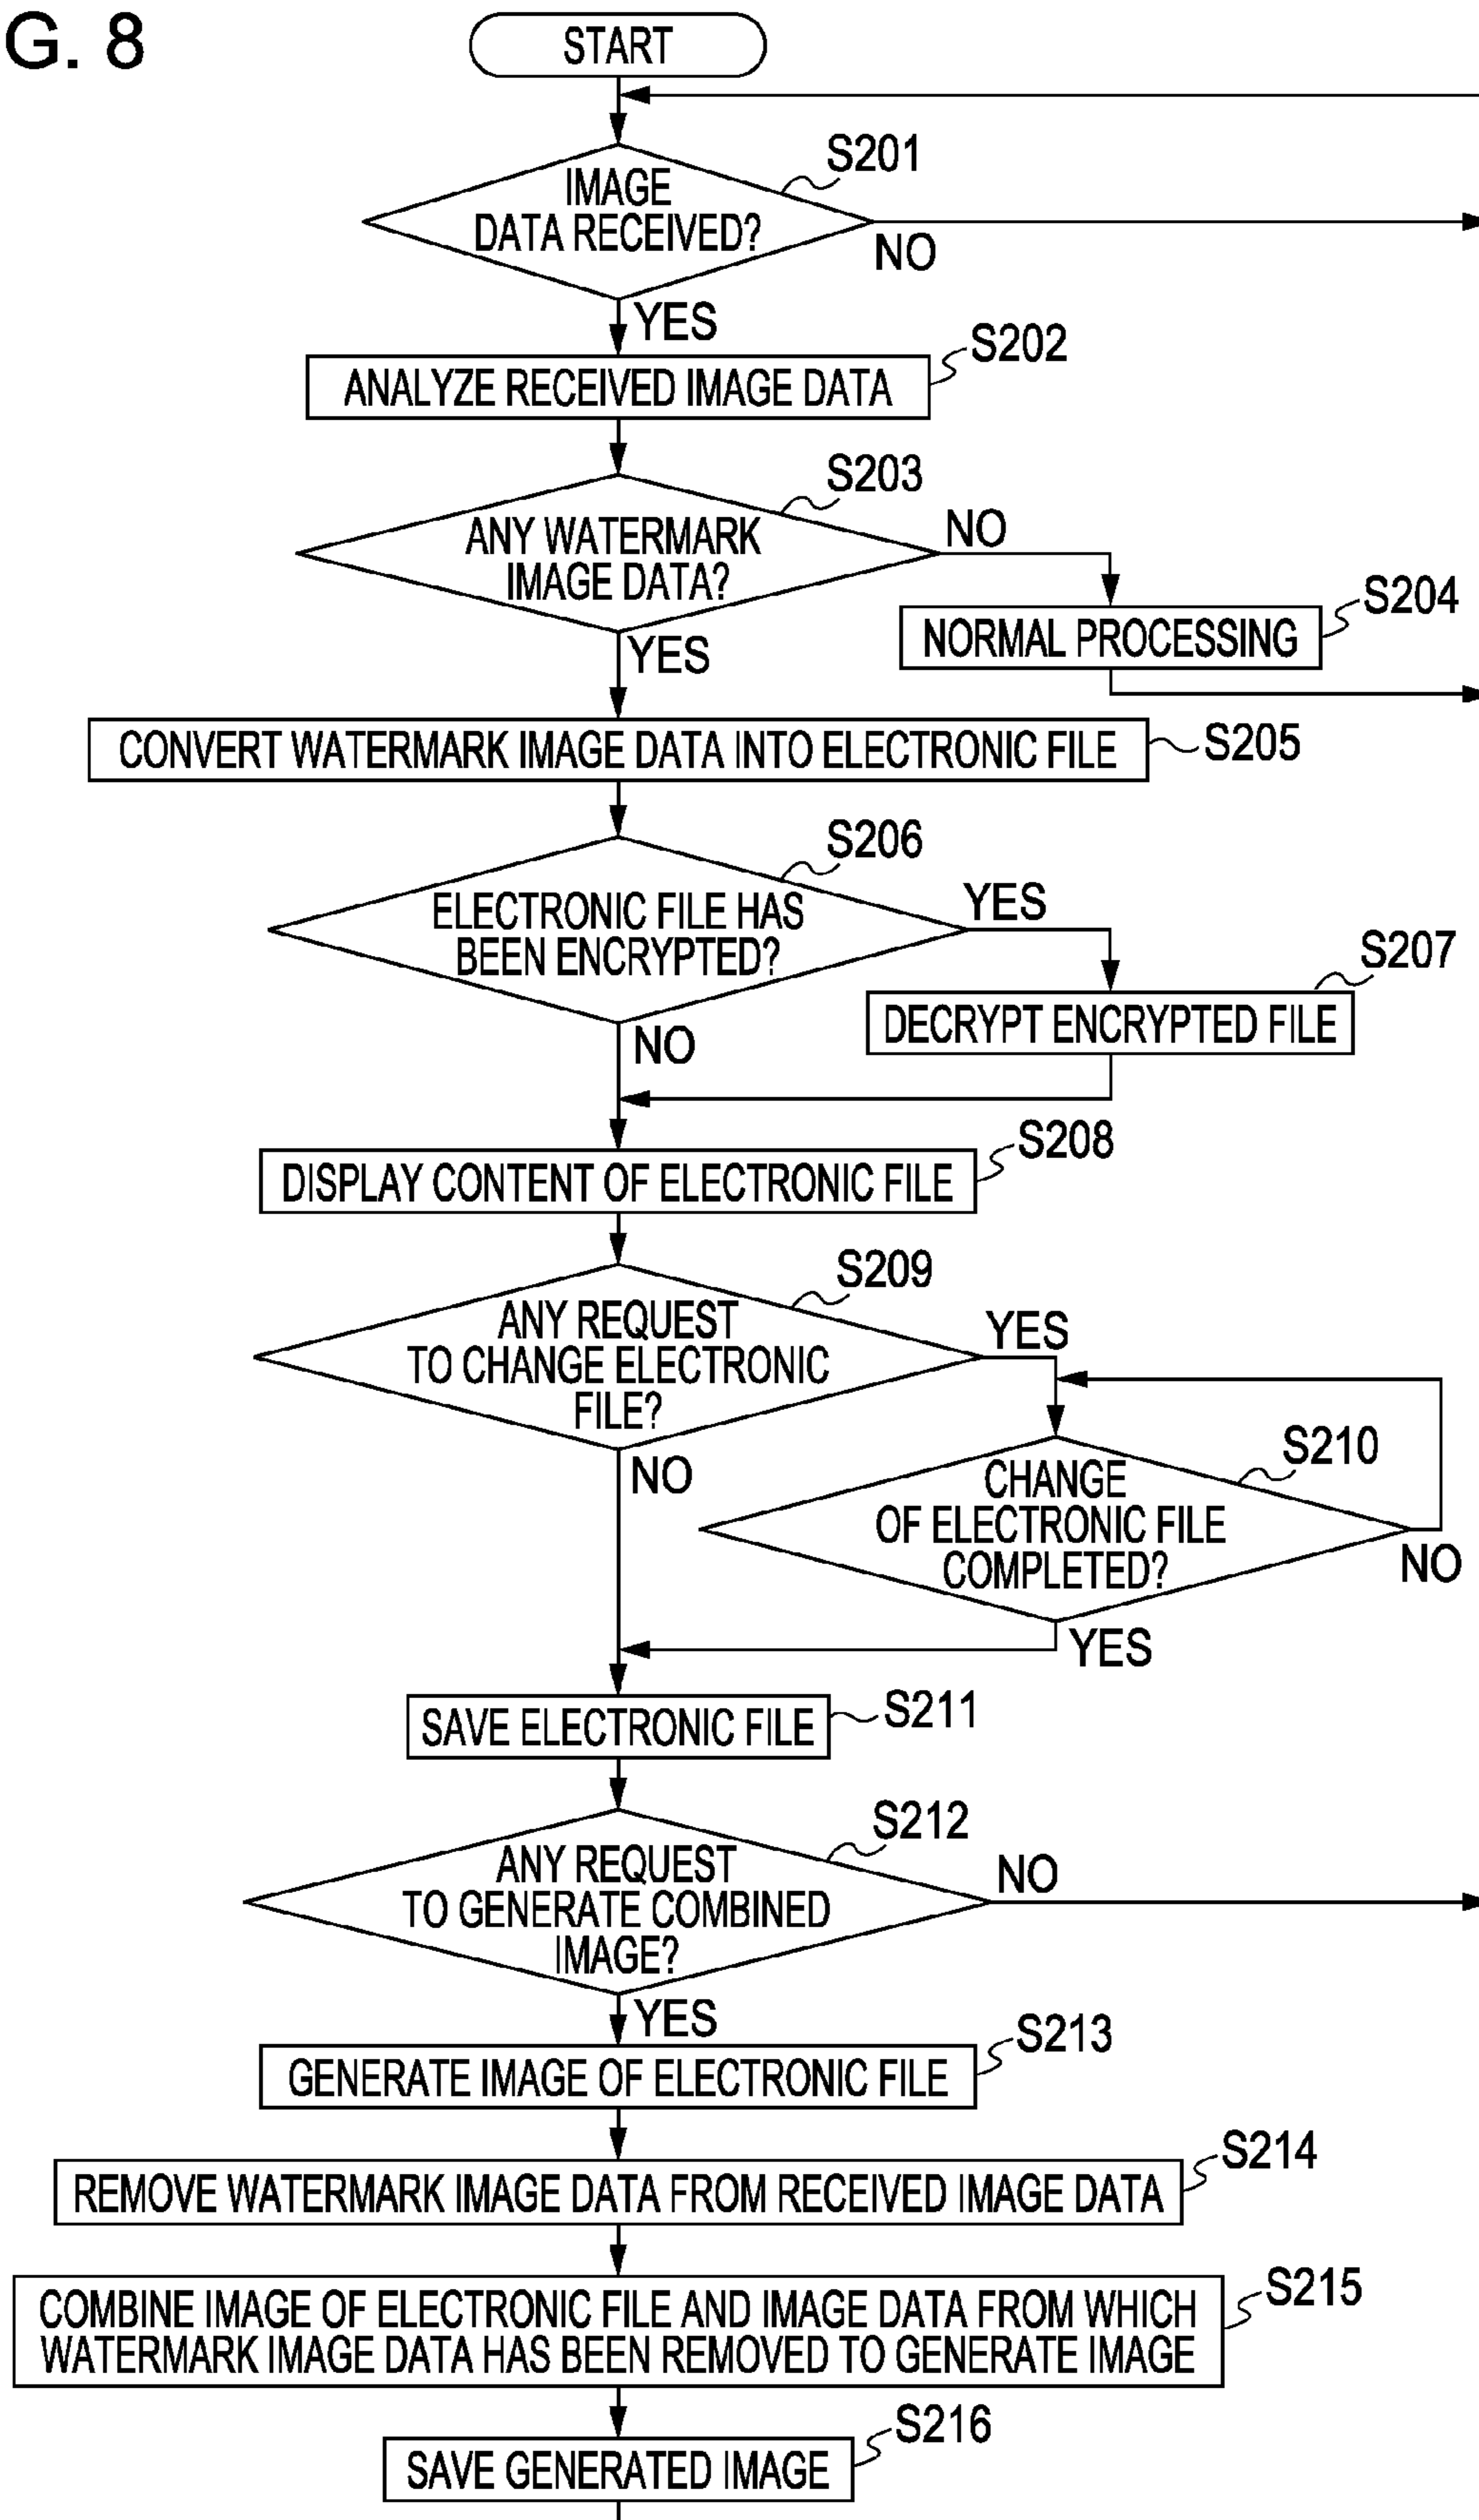 G. 8
START
S201
IMAGE
DATA RECEIVED?
NO
YES
S202
ANALYZE RECEIVED IMAGE DATA
S203
ANY WATERMARK
IMAGE DATA?
NO
S204
NORMAL PROCESSING
YES
CONVERT WATERMARK IMAGE DATA INTO ELECTRONIC FILE
S205
S206
ELECTRONIC FILE HAS
BEEN ENCRYPTED?
YES
S207
DECRYPT ENCRYPTED FILE
NO
S208
DISPLAY CONTENT OF ELECTRONIC FILE
S209
ANY REQUEST
TO CHANGE ELECTRONIC
FILE?
YES
NO
S210
CHANGE
OF ELECTRONIC FILE
COMPLETED?
NO
YES
S211
SAVE ELECTRONIC FILE
S212
ANY REQUEST
TO GENERATE COMBINED
IMAGE?
NO
YES
S213
GENERATE IMAGE OF ELECTRONIC FILE
S214
REMOVE WATERMARK IMAGE DATA FROM RECEIVED IMAGE DATA
S215
COMBINE IMAGE OF ELECTRONIC FILE AND IMAGE DATA FROM WHICH
WATERMARK IMAGE DATA HAS BEEN REMOVED TO GENERATE IMAGE
S216
SAVE GENERATED IMAGE